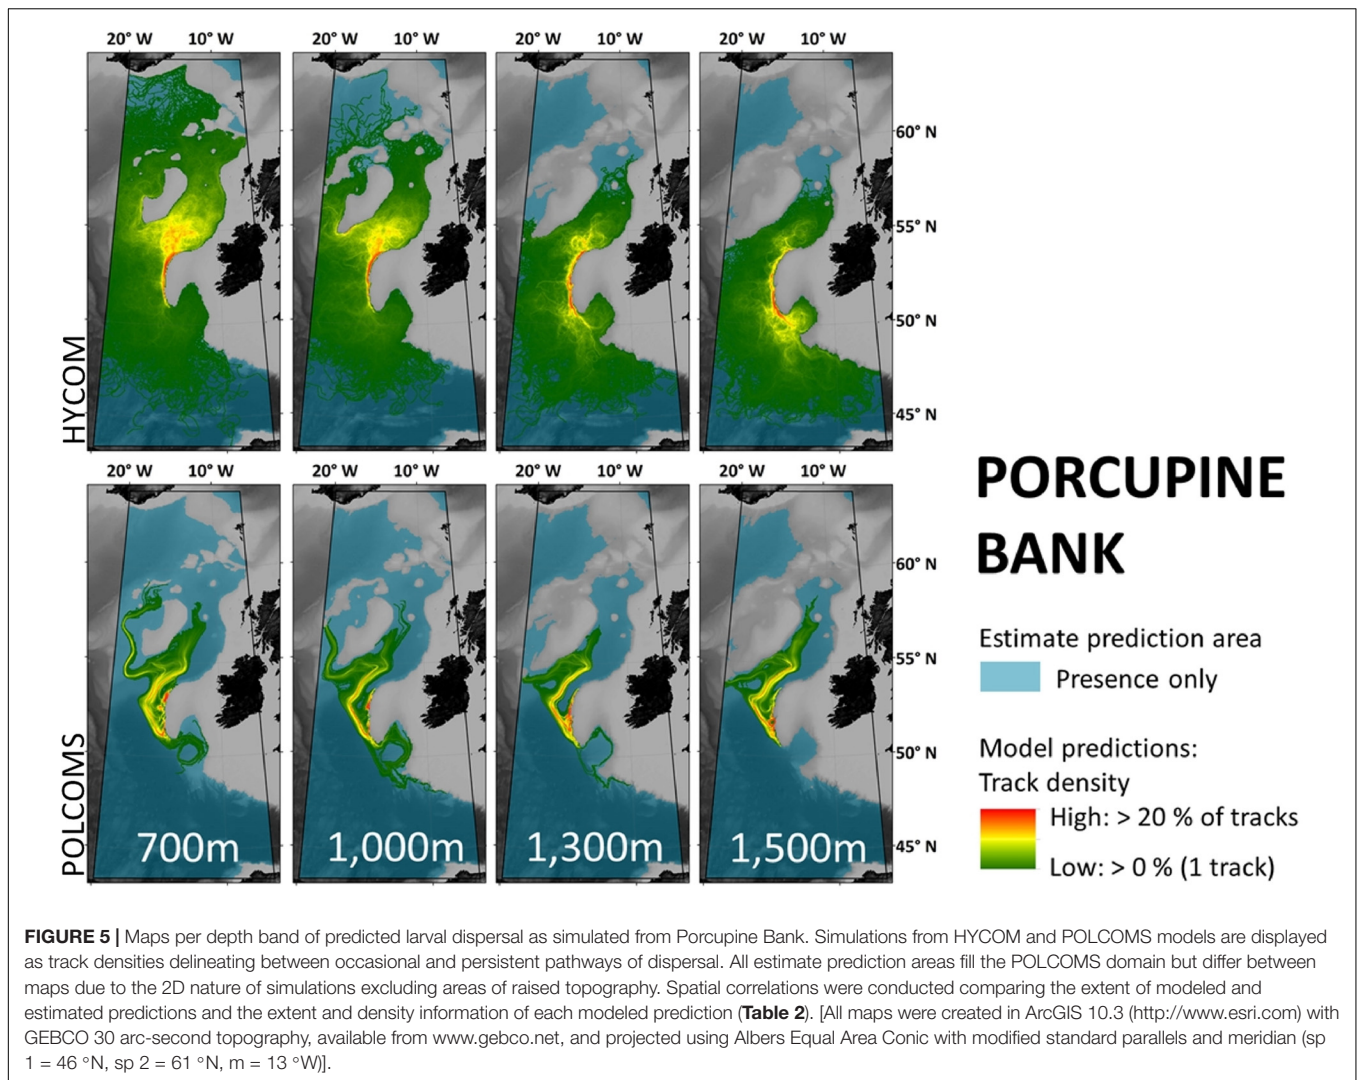 20° W 10° W 20° W 10° W 20° W 10° W 20° W 10° W
60° N
55° N
50° N
45° N
HYCOM
20° W 10° W 20° W 10° W 20° W 10° W 20° W 10° W
60° N
55° N
50° N
45° N
POLCOMS
700m 1,000m 1,300m 1,500m
PORCUPINE
BANK
Estimate prediction area
Presence only
Model predictions:
Track density
High: > 20 % of tracks
Low: > 0 % (1 track)
FIGURE 5 | Maps per depth band of predicted larval dispersal as simulated from Porcupine Bank. Simulations from HYCOM and POLCOMS models are displayed
as track densities delineating between occasional and persistent pathways of dispersal. All estimate prediction areas fill the POLCOMS domain but differ between
maps due to the 2D nature of simulations excluding areas of raised topography. Spatial correlations were conducted comparing the extent of modeled and
estimated predictions and the extent and density information of each modeled prediction (Table 2). [All maps were created in ArcGIS 10.3 (http://www.esri.com) with
GEBCO 30 arc-second topography, available from www.gebco.net, and projected using Albers Equal Area Conic with modified standard parallels and meridian (sp
1 = 46 °N, sp 2 = 61 °N, m = 13 °W)].